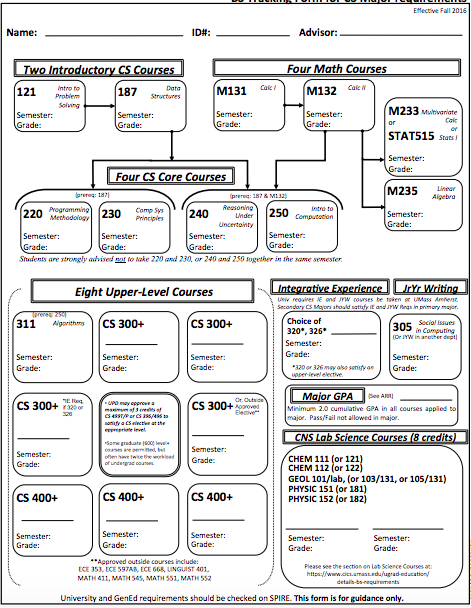 BS Tracking Form for CS Major requirements
Effective Fall 2016
Name: ID#: Advisor:
Two Introductory CS Courses
Four Math Courses
121 Intro to Problem Solving
Semester:
Grade:
187 Data Structures
Semester:
Grade:
M131 Calc I
Semester:
Grade:
M132 Calc II
Semester:
Grade:
M233 Multivariate Calc
or
STAT515 or Stats I
Semester:
Grade:
M235 Linear Algebra
Semester:
Grade:
Four CS Core Courses
(prereq: 187)
(prereq: 187 & M132)
220 Programming Methodology
Semester:
Grade:
230 Comp Sys Principles
Semester:
Grade:
240 Reasoning Under Uncertainty
Semester:
Grade:
250 Intro to Computation
Semester:
Grade:
Students are strongly advised not to take 220 and 230, or 240 and 250 together in the same semester.
Eight Upper-Level Courses
(prereq: 250)
311 Algorithms
Semester:
Grade:
CS 300+
Semester:
Grade:
CS 300+
Semester:
Grade:
CS 300+ *IE Req, if 320 or 326
Semester:
Grade:
• UPD may approve a
maximum of 3 credits of
CS 499Y/P or CS 396/496 to
satisfy a CS elective at the
appropriate level.
•Some graduate (600) level+
courses are permitted, but
often have twice the workload
of undergrad courses.
CS 300+ Or, Outside Approved Elective**
Semester:
Grade:
CS 400+
Semester:
Grade:
CS 400+
Semester:
Grade:
CS 400+
Semester:
Grade:
**Approved outside courses include:
ECE 353, ECE 597AB, ECE 668, LINGUIST 401,
MATH 411, MATH 545, MATH 551, MATH 552
Integrative Experience
JrYr Writing
Univ requires IE and JYW courses be taken at UMass Amherst.
Secondary CS Majors should satisfy IE and JYW Reqs in primary major.
Choice of
320*, 326*
Semester:
Grade:
*320 or 326 may also satisfy an
upper-level elective.
305 Social Issues in Computing
(Or JYW in another dept)
Semester:
Grade:
Major GPA (See ARR)
Minimum 2.0 cumulative GPA in all courses applied to
major. Pass/Fail not allowed in major.
CNS Lab Science Courses (8 credits)
CHEM 111 (or 121)
CHEM 112 (or 122)
GEOL 101/lab, (or 103/131, or 105/131)
PHYSIC 151 (or 181)
PHYSIC 152 (or 182)
Semester: Semester:
Grade: Grade:
Please see the section on Lab Science Courses at:
https://www.cics.umass/ugrad-education/
details-bs-requirements
University and GenEd requirements should be checked on SPIRE. This form is for guidance only.